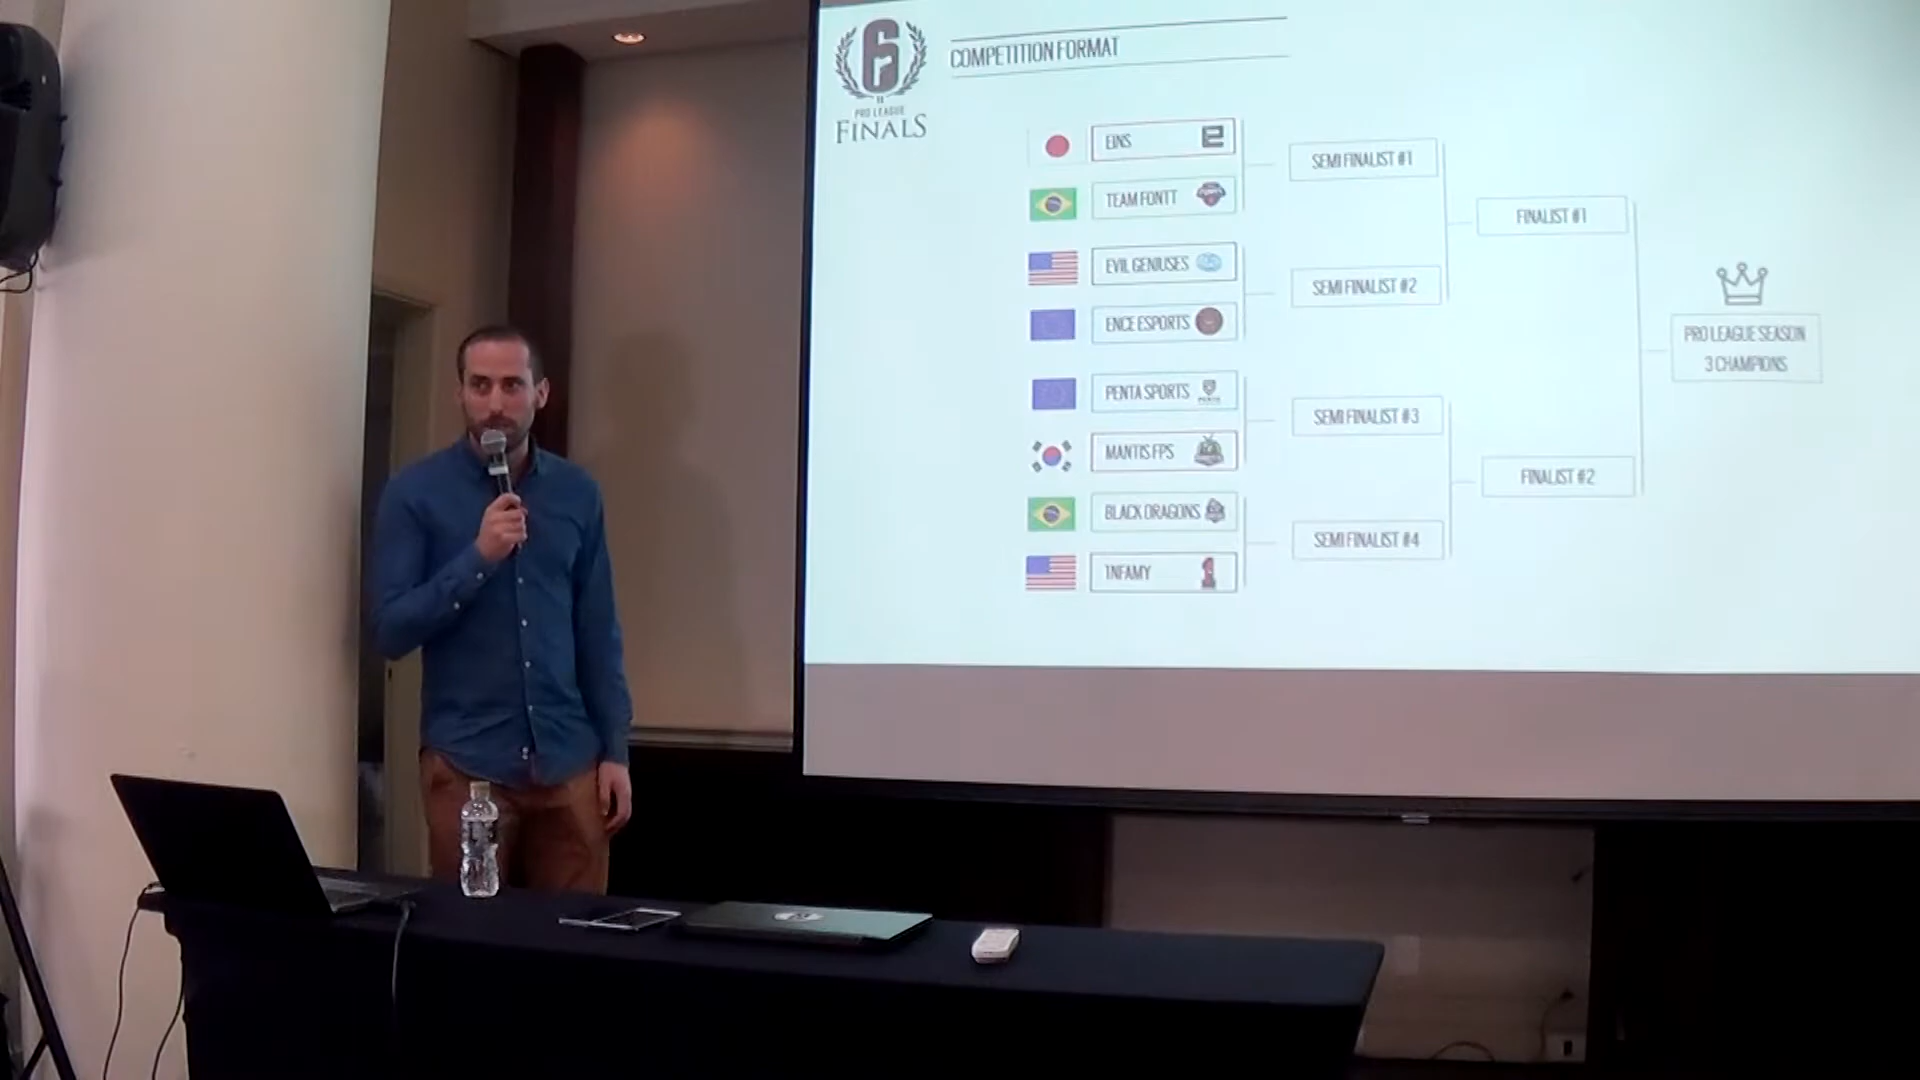 6
PRO LEAGUE
FINALS
COMPETITION FORMAT
EINS
TEAM FONTT
EVIL GENIUSES
ENCE ESPORTS
PENTA SPORTS
MANTIS FPS
BLACK DRAGONS
1NFAMY
SEMI FINALIST #1
SEMI FINALIST #2
SEMI FINALIST #3
SEMI FINALIST #4
FINALIST #1
FINALIST #2
PRO LEAGUE SEASON
3 CHAMPIONS